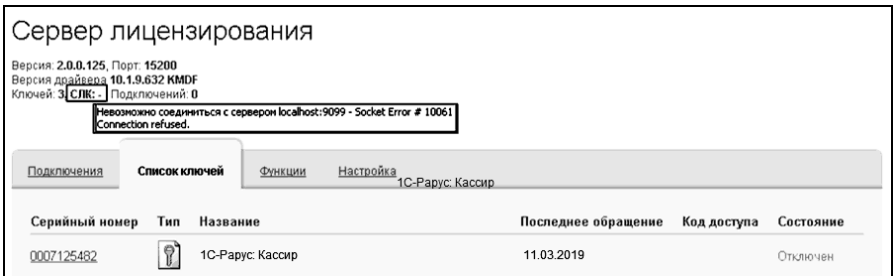 Сервер лицензирования
Версия: 2.0.0.125, Порт: 15200
Версия драйвера 10.1.9.632 KMDF
Ключей: 3 СЛК: - Подключений: 0
Невозможно соединиться с сервером localhost:9099 - Socket Error # 10061
Connection refused.
Подключения Список ключей Функции Настройка
1С-Рарус: Кассир
Серийный номер Тип Название Последнее обращение Код доступа Состояние
0007125482 1С-Рарус: Кассир 11.03.2019 Отключен